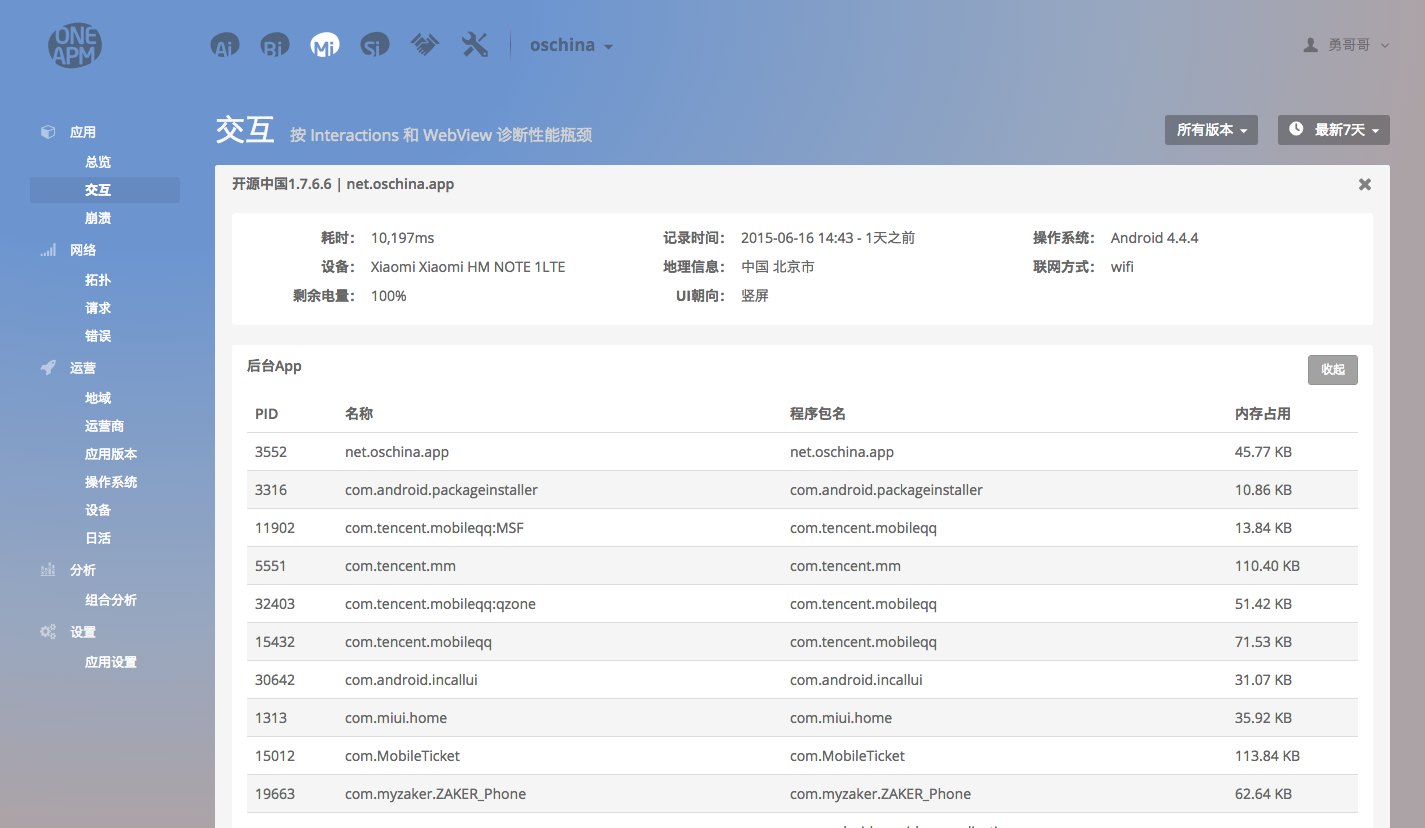 ONE
APM
Ai Bi Mi Si oschina
勇哥哥
应用
总览
交互
崩溃
网络
拓扑
请求
错误
运营
地域
运营商
应用版本
操作系统
设备
日活
分析
组合分析
设置
应用设置
交互 按 Interactions 和 WebView 诊断性能瓶颈
所有版本 最新7天
开源中国1.7.6.6 | net.oschina.app
耗时: 10,197ms 记录时间: 2015-06-16 14:43 - 1天之前 操作系统: Android 4.4.4
设备: Xiaomi Xiaomi HM NOTE 1LTE 地理信息: 中国 北京市 联网方式: wifi
剩余电量: 100% UI朝向: 竖屏
后台App 收起
PID 名称 程序包名 内存占用
3552 net.oschina.app net.oschina.app 45.77 KB
3316 com.android.packageinstaller com.android.packageinstaller 10.86 KB
11902 com.tencent.mobileqq:MSF com.tencent.mobileqq 13.84 KB
5551 com.tencent.mm com.tencent.mm 110.40 KB
32403 com.tencent.mobileqq:qzone com.tencent.mobileqq 51.42 KB
15432 com.tencent.mobileqq com.tencent.mobileqq 71.53 KB
30642 com.android.incallui com.android.incallui 31.07 KB
1313 com.miui.home com.miui.home 35.92 KB
15012 com.MobileTicket com.MobileTicket 113.84 KB
19663 com.myzaker.ZAKER_Phone com.myzaker.ZAKER_Phone 62.64 KB